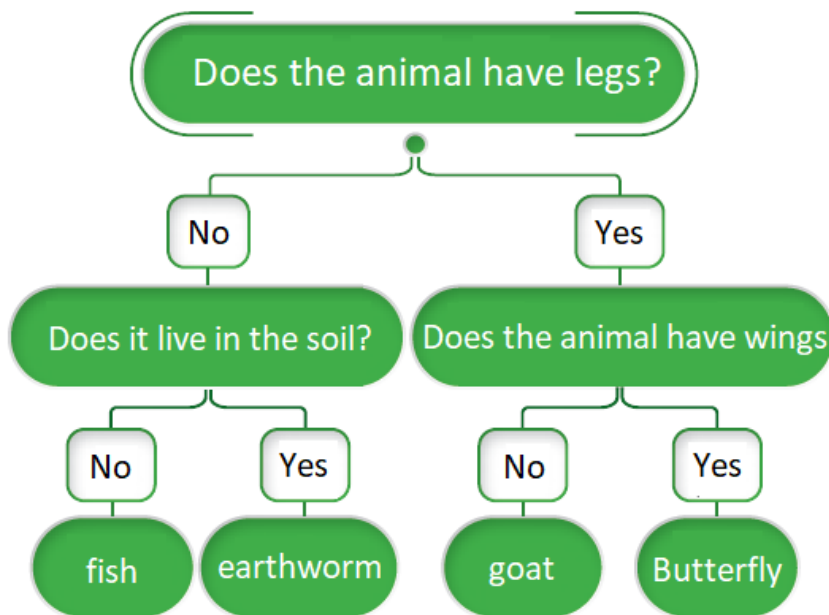 Does the animal have legs?
No
Yes
Does it live in the soil?
Does the animal have wings
No
Yes
No
Yes
fish
earthworm
goat
Butterfly